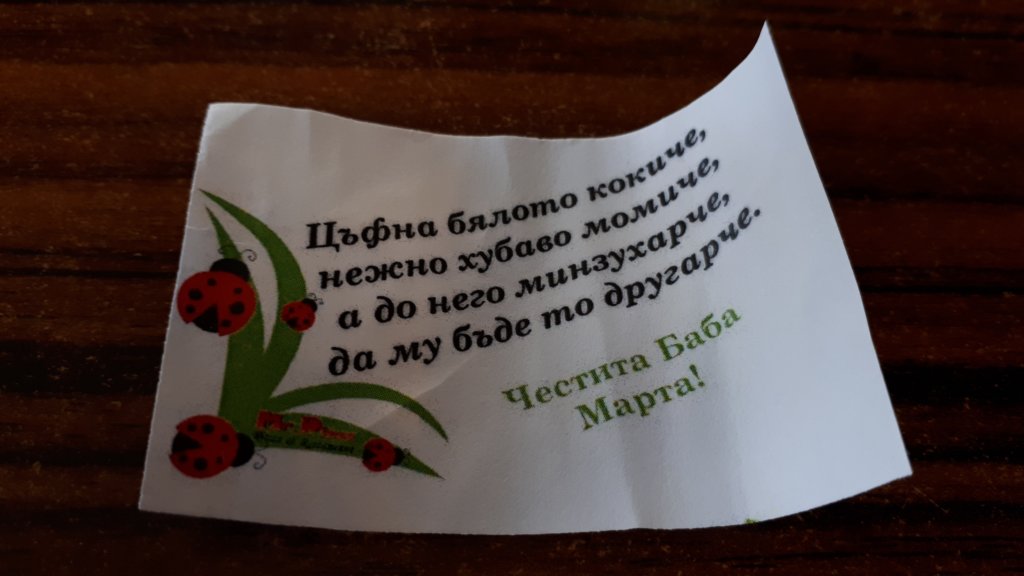 Цъфна бялото кокиче,
нежно хубаво момиче,
а до него минзухарче,
да му бъде то другарче.
Честита Баба
Марта!